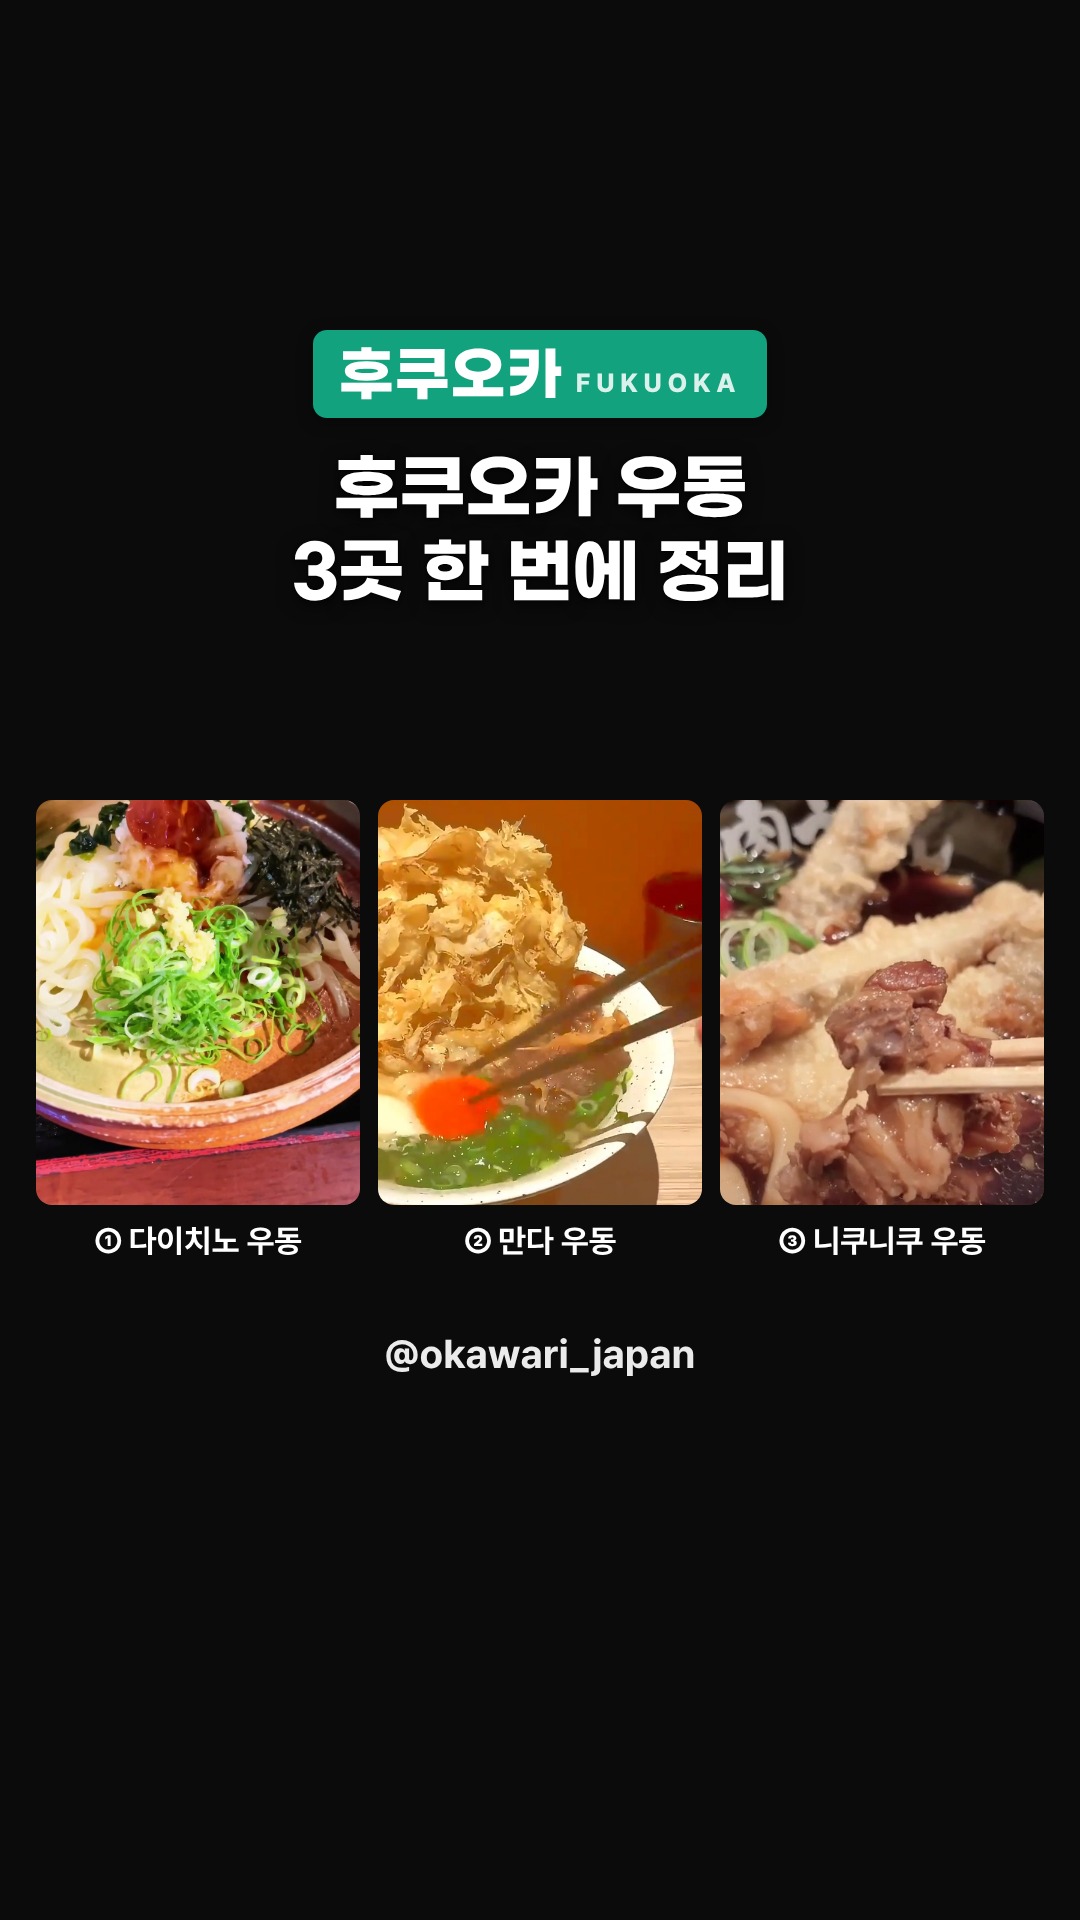 후쿠오카 FUKUOKA
후쿠오카 우동
3곳 한 번에 정리
肉
① 다이치노 우동
② 만다 우동
③ 니쿠니쿠 우동
@okawari_japan